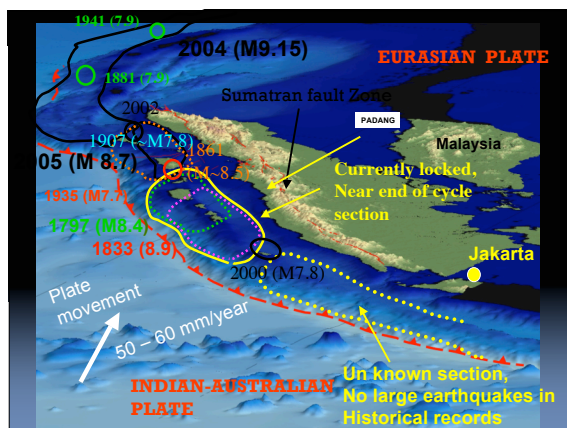 1941 (7.9)
2004 (M9.15)
EURASIAN PLATE
1881 (7.9)
Sumatran fault Zone
2002
PADANG
1907 (~M7.8)
Malaysia
1861
(M~8.5)
005 (M 8.7)
Currently locked,
Near end of cycle
section
1935 (M7.7)
1797 (M8.4)
1833 (8.9)
Jakarta
2000 (M7.8)
Plate
movement
50 – 60 mm/year
INDIAN-AUSTRALIAN
PLATE
Un known section,
No large earthquakes in
Historical records